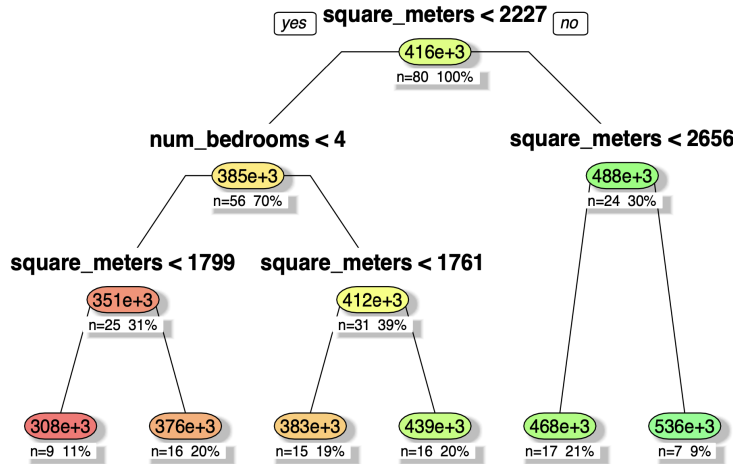 square_meters < 2227
yes
no
416e+3
n=80 100%
num_bedrooms < 4
square_meters < 2656
385e+3
488e+3
n=56 70%
n=24 30%
square_meters < 1799
square_meters < 1761
351e+3
412e+3
n=25 31%
n=31 39%
308e+3
376e+3
383e+3
439e+3
468e+3
536e+3
n=9 11%
n=16 20%
n=15 19%
n=16 20%
n=17 21%
n=7 9%